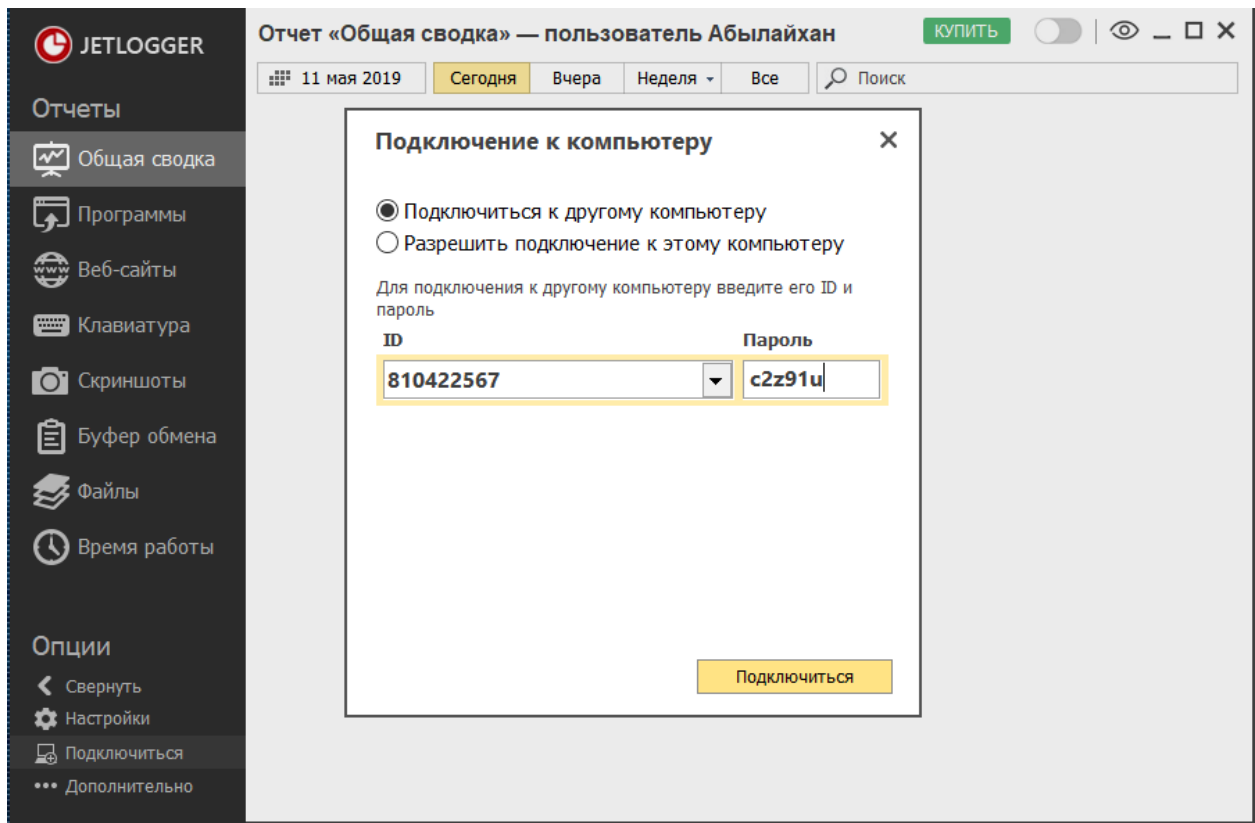 JETLOGGER
Отчеты
Общая сводка
Программы
Веб-сайты
Клавиатура
Скриншоты
Буфер обмена
Файлы
Время работы
Опции
Свернуть
Настройки
Подключиться
Дополнительно
Отчет «Общая сводка» — пользователь Абылайхан
КУПИТЬ
11 мая 2019 Сегодня Вчера Неделя Все Поиск
Подключение к компьютеру
Подключиться к другому компьютеру
Разрешить подключение к этому компьютеру
Для подключения к другому компьютеру введите его ID и
пароль
ID Пароль
810422567 c2z91u
Подключиться